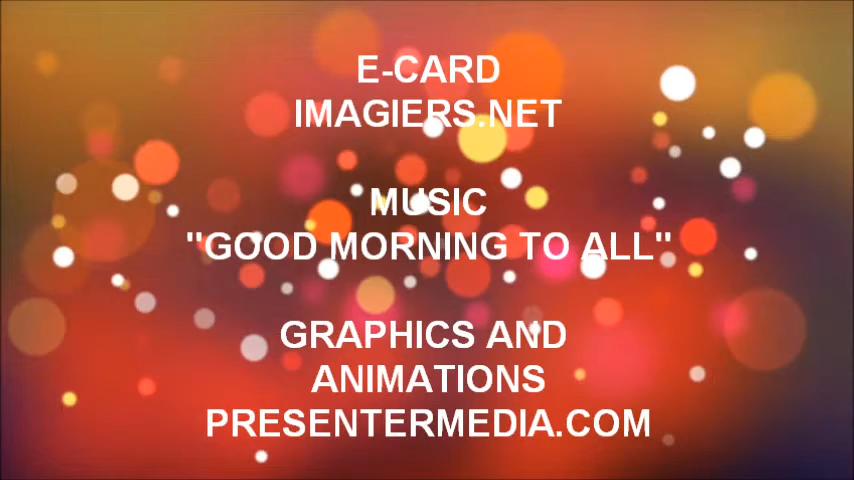 E-CARD
IMAGIERS.NET
MUSIC
"GOOD MORNING TO ALL"
GRAPHICS AND
ANIMATIONS
PRESENTERMEDIA.COM